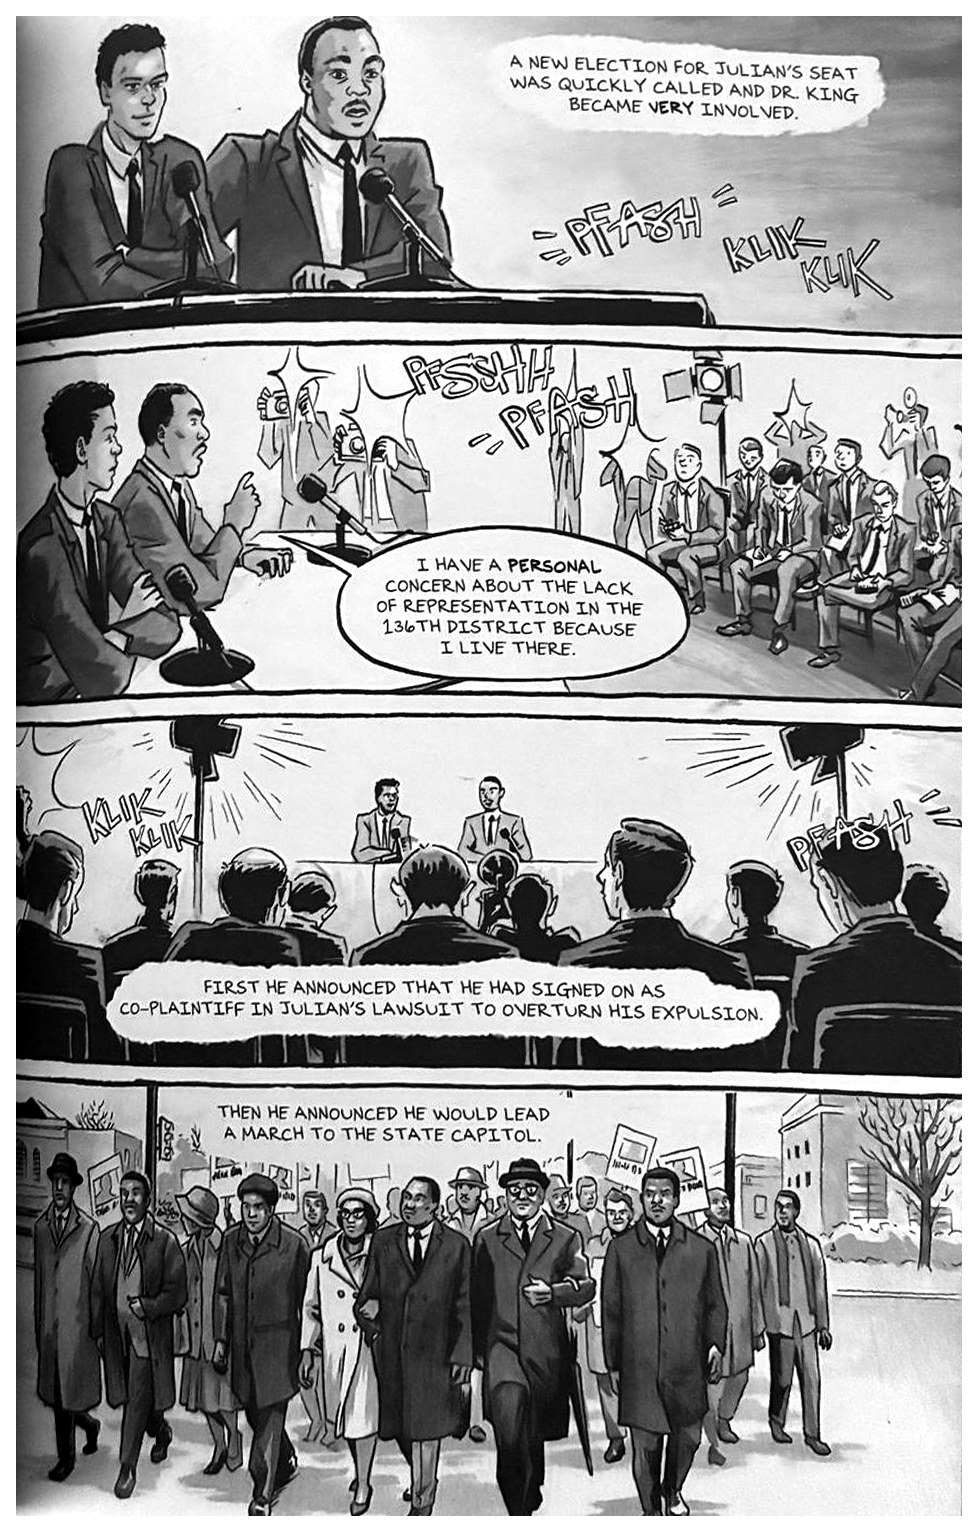 A NEW ELECTION FOR JULIAN'S SEAT
WAS QUICKLY CALLED AND DR. KING
BECAME VERY INVOLVED.
PFASH
KLIK
KLIK
PFSSHH
PFASH
I HAVE A PERSONAL
CONCERN ABOUT THE LACK
OF REPRESENTATION IN THE
136TH DISTRICT BECAUSE
I LIVE THERE.
KLIK
KLIK
PFASH
FIRST HE ANNOUNCED THAT HE HAD SIGNED ON AS
CO-PLAINTIFF IN JULIAN'S LAWSUIT TO OVERTURN HIS EXPULSION.
THEN HE ANNOUNCED HE WOULD LEAD
A MARCH TO THE STATE CAPITOL.